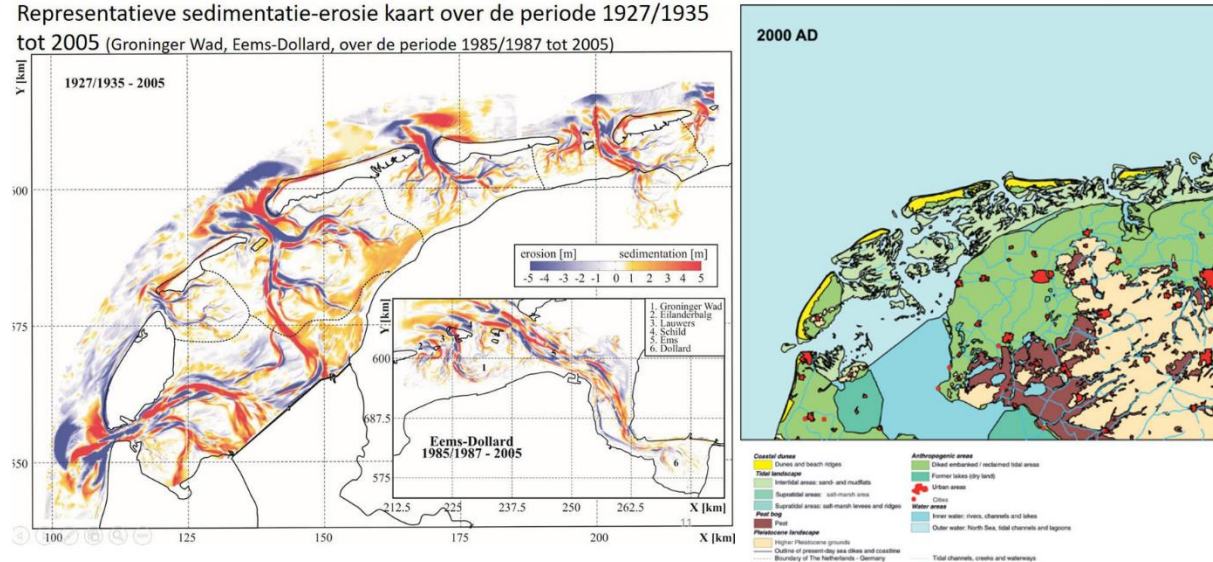 Representatieve sedimentatie-erosie kaart over de periode 1927/1935
tot 2005 (Groninger Wad, Eems-Dollard, over de periode 1985/1987 tot 2005)
Y [km]
1927/1935 - 2005
600
575
550
100
125
150
175
200
X [km]
erosion [m]
sedimentation [m]
-5 -4 -3 -2 -1 0 1 2 3 4 5
Y [km]
600
687.5
575
212.5
225
237.5
250
262.5
X [km]
1. Groninger Wad
2. Eilanderbalg
3. Lauwers
4. Schild
5. Ems
6. Dollard
1
2
3
5
6
Eems-Dollard
1985/1987 - 2005
11
2000 AD
Coastal dunes
Dunes and beach ridges
Tidal landscape
Intertidal areas: sand- and mudflats
Supratidal areas: salt-marsh area
Supratidal areas: salt-marsh levees and ridges
Peat bog
Peat
Pleistocene landscape
Higher Pleistocene grounds
Outline of present-day sea dikes and coastline
Boundary of The Netherlands - Germany
Anthropogenic areas
Diked embanked / reclaimed tidal areas
Former lakes (dry land)
Urban areas
Cities
Water areas
Inner water: rivers, channels and lakes
Outer water: North Sea, tidal channels and lagoons
Tidal channels, creeks and waterways